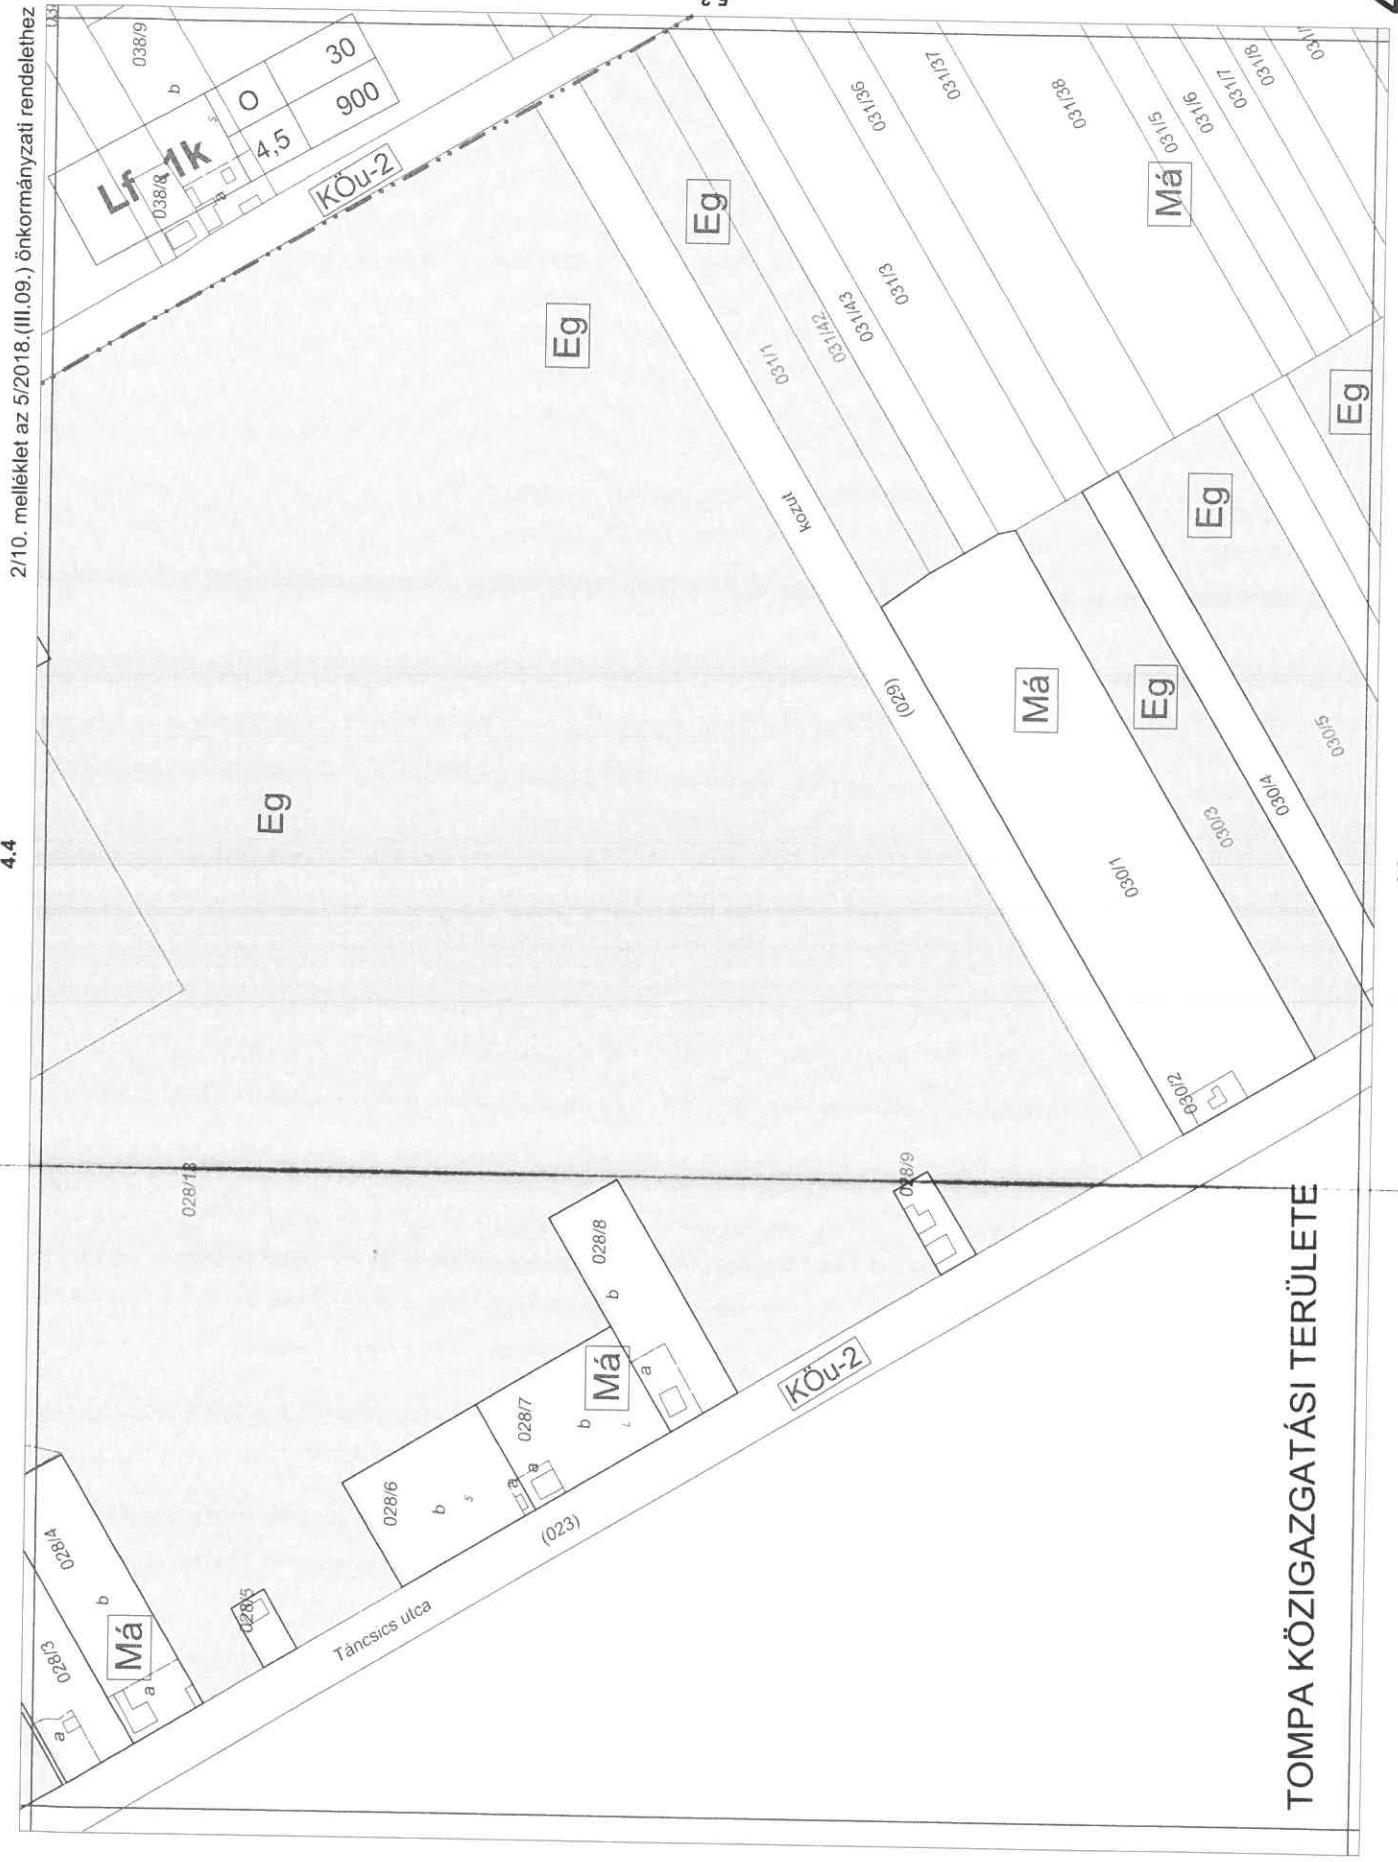 2/10. melléklet az 5/2018.(III.09.) önkormányzati rendelethez
4.4
038/9
b
O
30
4,5
900
Lf 1k
s
038/8
a
KÖu-2
Eg
Eg
Eg
028/18
028/4
028/3
b
Má
a
a
028/5
028/6
b
s
a
a
028/7
b
L
Má
028/8
b
a
028/9
Táncsics utca
(023)
KÖu-2
közut
(029)
031/1
031/42
031/43
031/3
031/36
031/37
031/38
031/5
031/6
031/7
031/8
Má
Má
Eg
Eg
Eg
030/1
030/2
030/3
030/4
030/5
TOMPA KÖZIGAZGATÁSI TERÜLETE